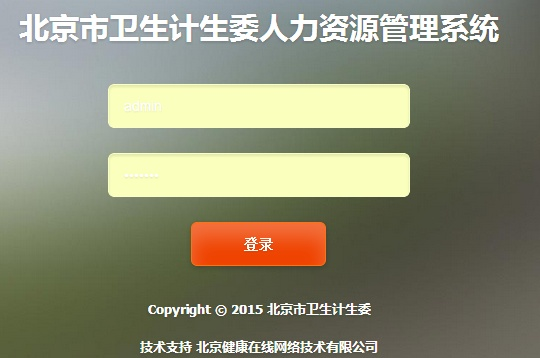 北京市卫生计生委人力资源管理系统
admin
登录
Copyright © 2015 北京市卫生计生委
技术支持 北京健康在线网络技术有限公司